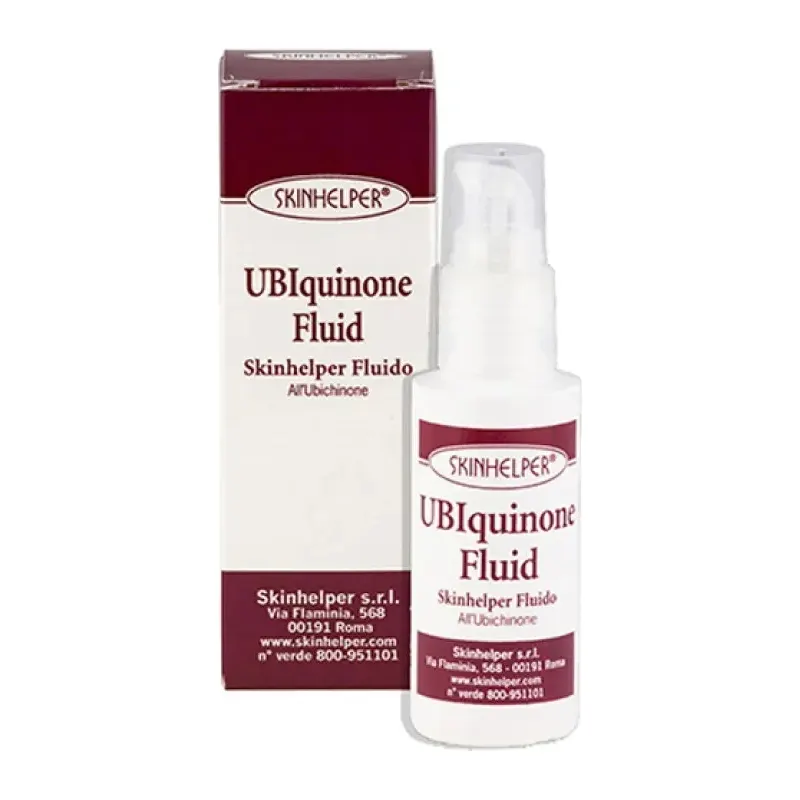 SKINHELPER
SKINHELPER®
UBIquinone
Fluid
Skinhelper Fluido
All'Ubichinone
Skinhelper s.r.l.
Via Flaminia, 568
00191 Roma
www.skinhelper.com
n° verde 800-951101
SKINHELPER®
UBIquinone
Fluid
Skinhelper Fluido
All'Ubichinone
Skinhelper s.r.l.
Via Flaminia, 568 - 00191 Roma
www.skinhelper.com
n° verde 800-951101